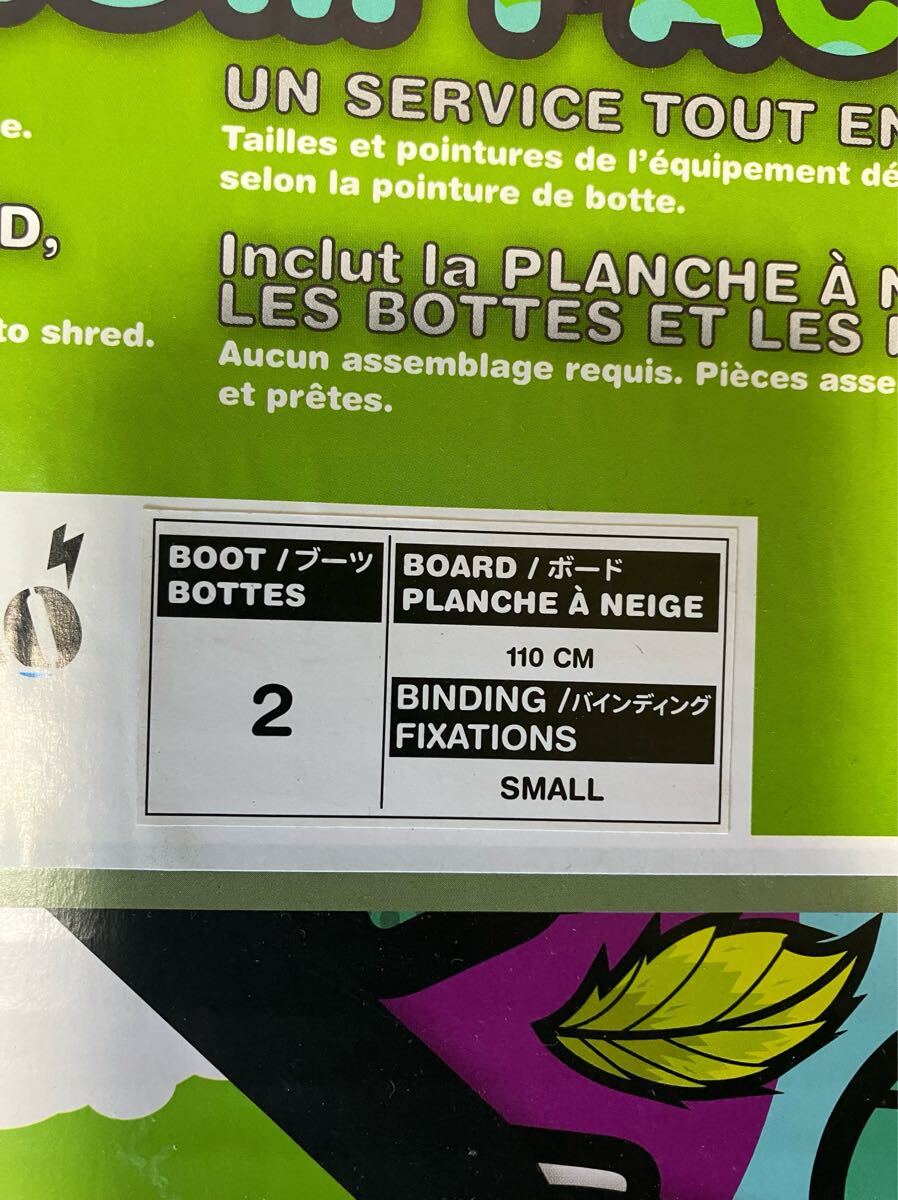 UN SERVICE TOUT EN
Tailles et pointures de l'équipement dé
selon la pointure de botte.
e.
D,
Inclut la PLANCHE À N
LES BOTTES ET LES
to shred.
Aucun assemblage requis. Pièces asse
et prêtes.
BOOT / ブーツ
BOTTES
2
BOARD / ボード
PLANCHE À NEIGE
110 CM
BINDING / バインディング
FIXATIONS
SMALL